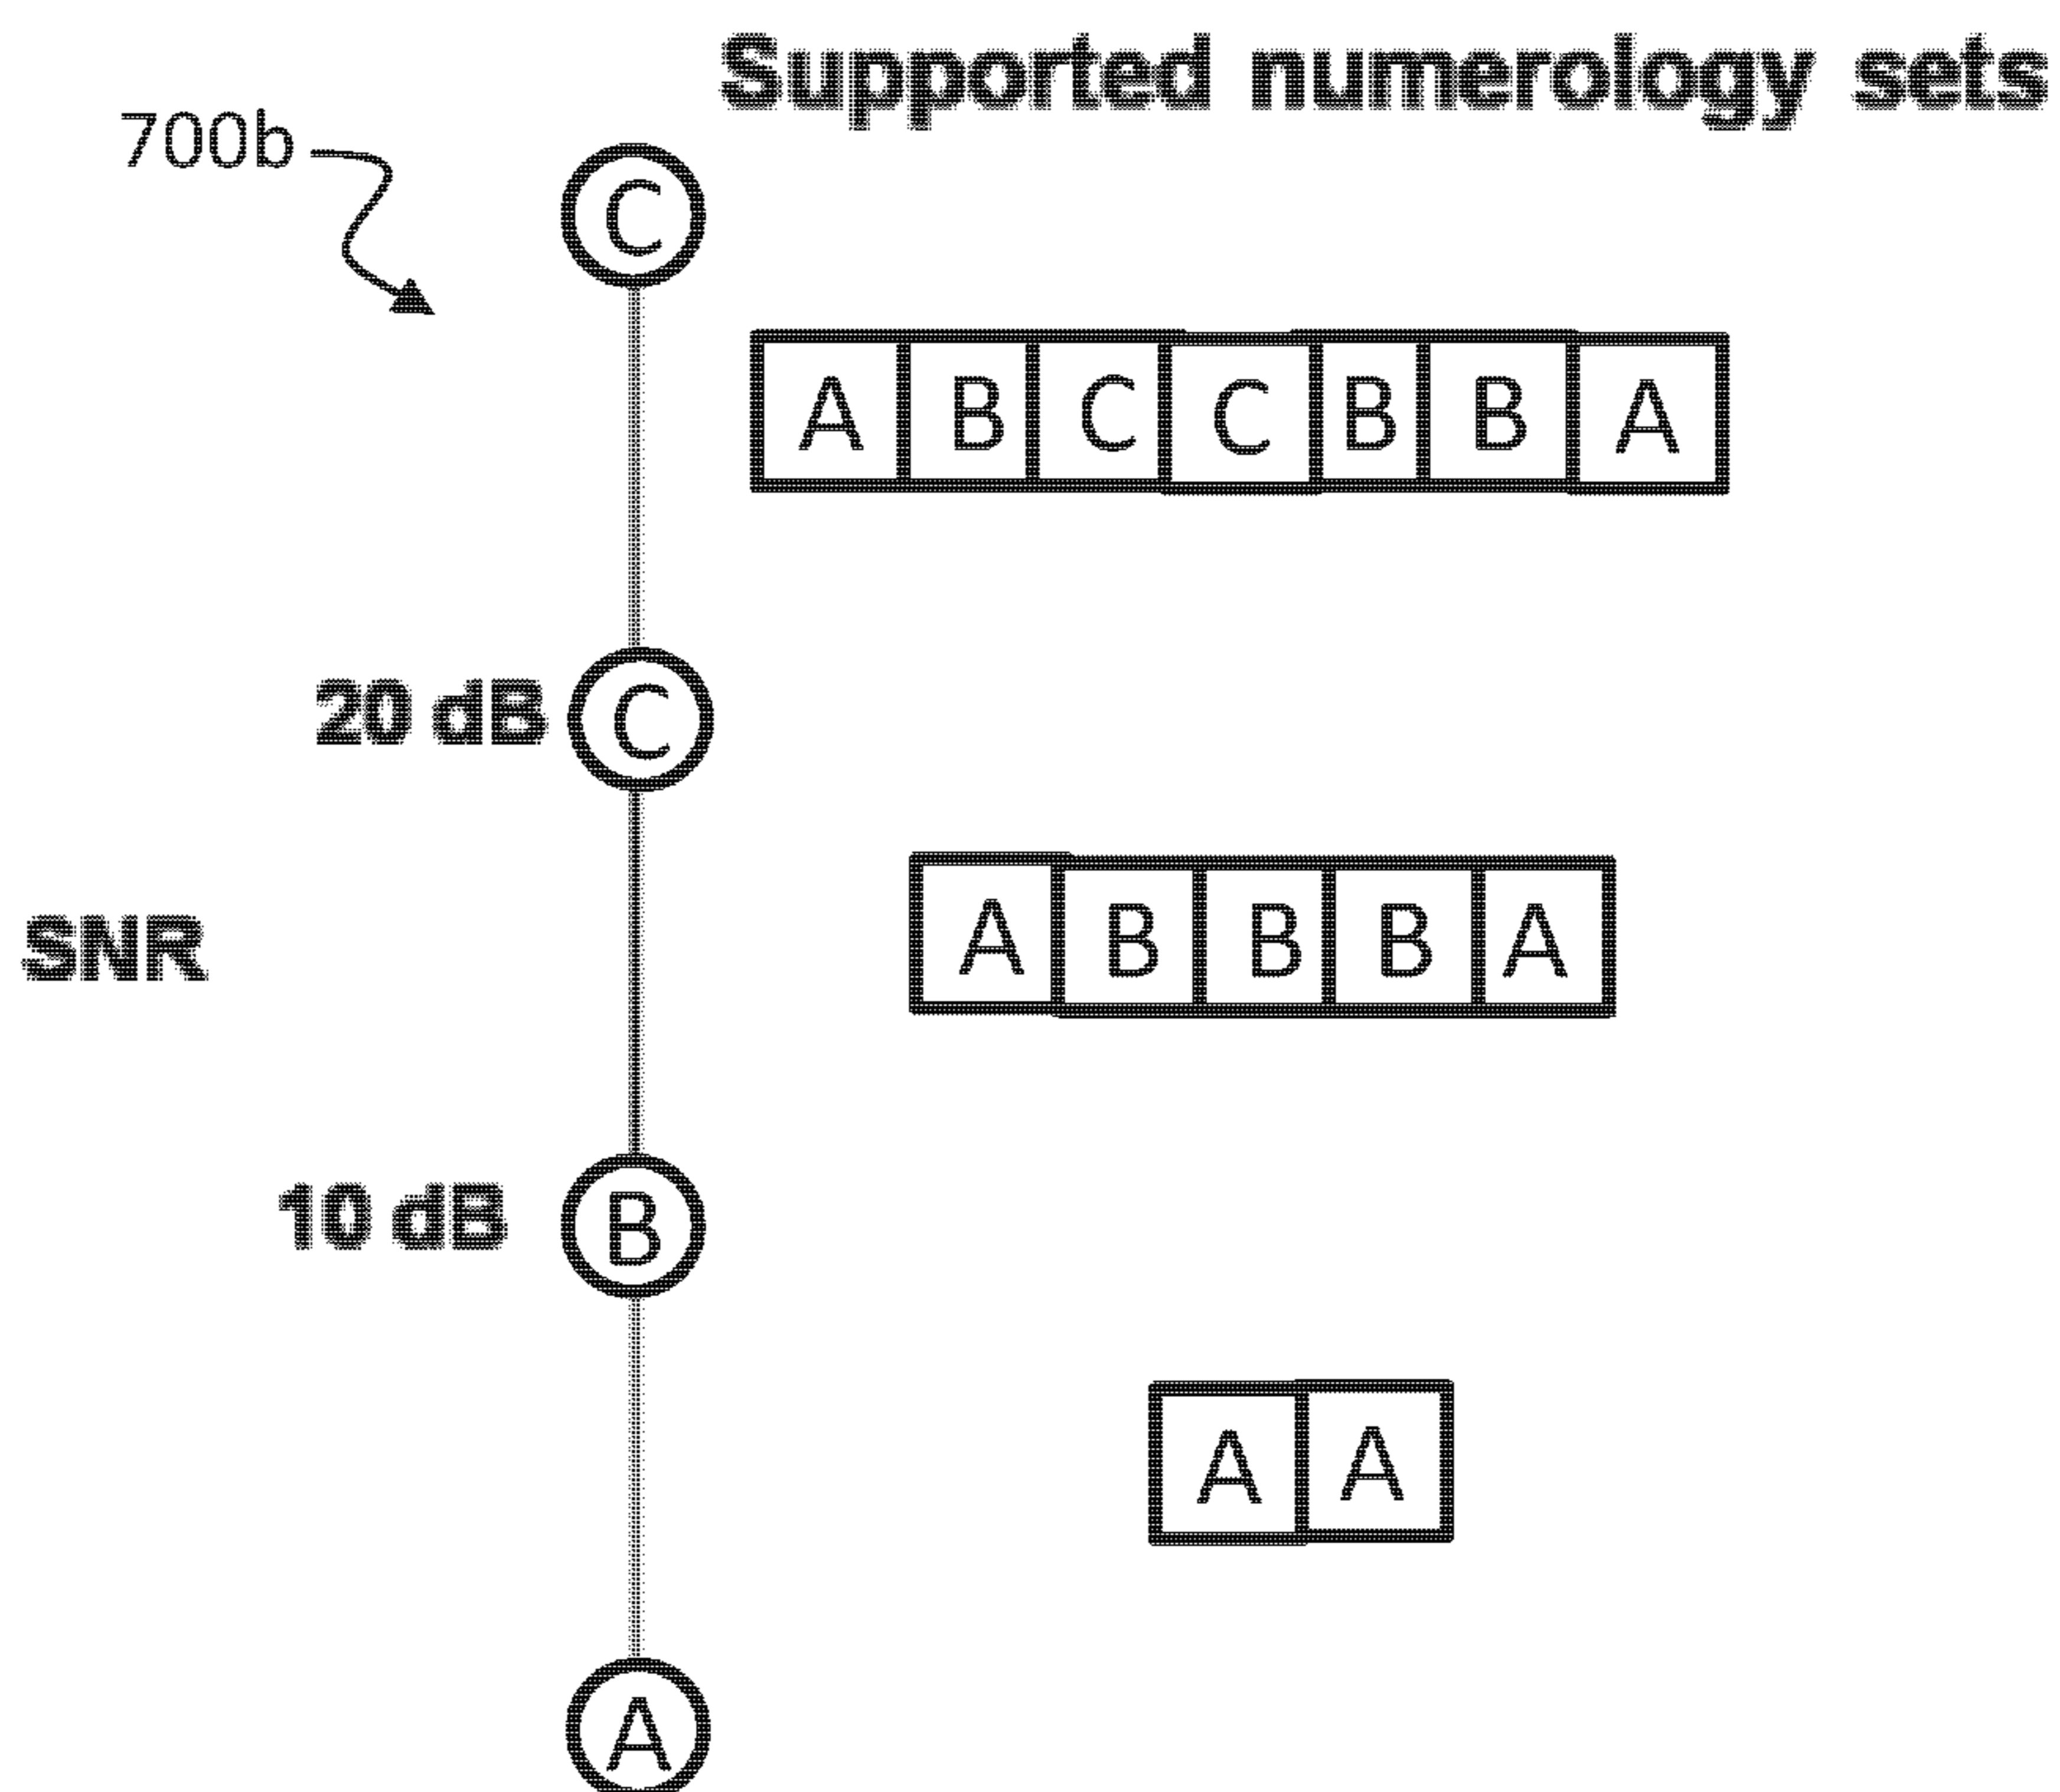 Supported numerology sets
700b
C
A B C C B B A
20 dB C
A B B B A
SNR
10 dB B
A A
A